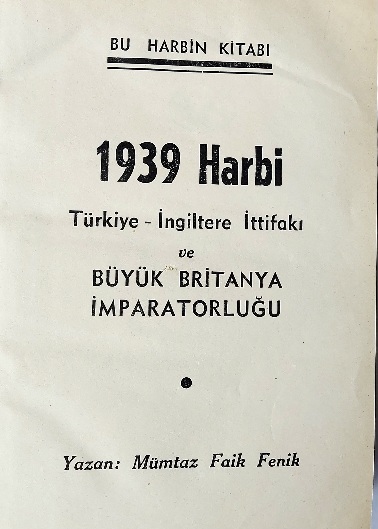 BU HARBİN KİTABI
1939 Harbi
Türkiye - İngiltere İttifakı
ve
BÜYÜK BRİTANYA
İMPARATORLUĞU
Yazan: Mümtaz Faik Fenik